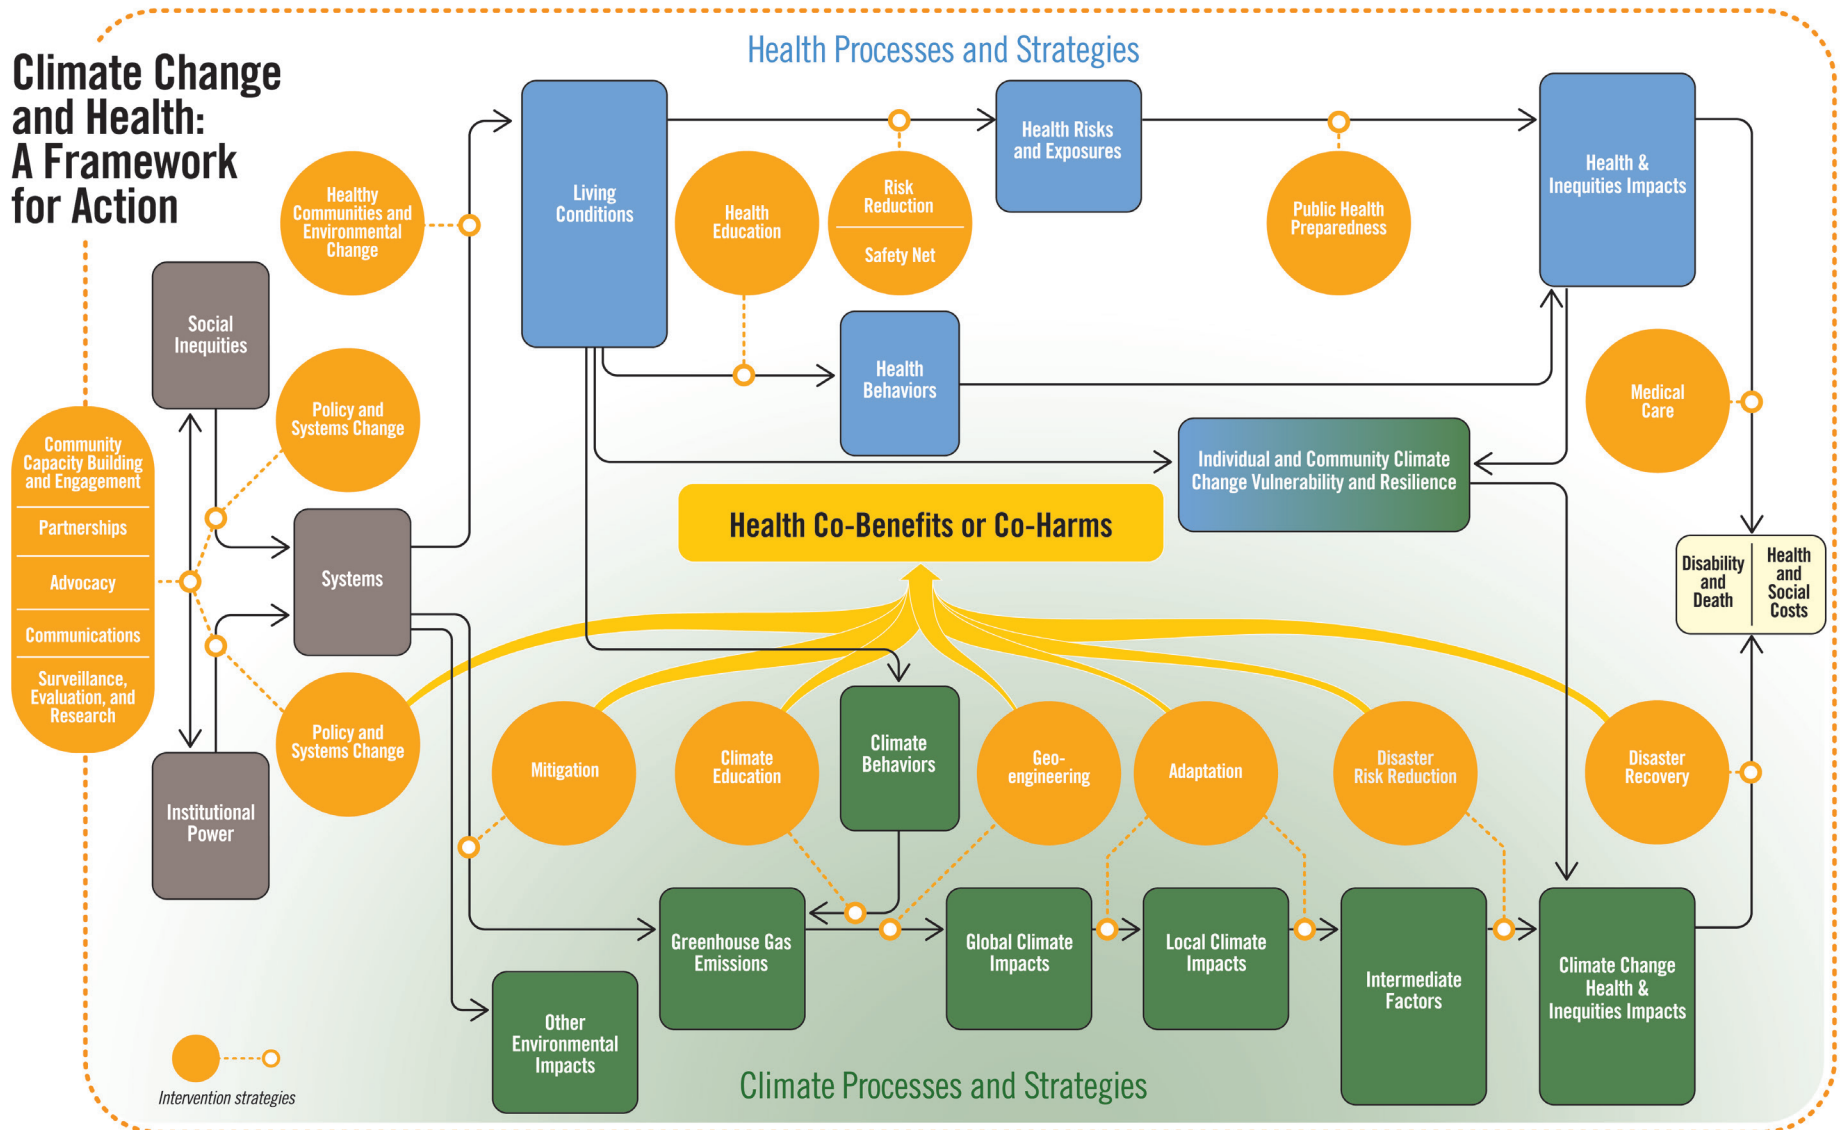 Climate Change
and Health:
A Framework
for Action
Health Processes and Strategies
Living
Conditions
Health Risks
and Exposures
Health &
Inequities Impacts
Healthy
Communities and
Environmental
Change
Health
Education
Risk
Reduction
Safety Net
Public Health
Preparedness
Social
Inequities
Health
Behaviors
Medical
Care
Policy and
Systems Change
Community
Capacity Building
and Engagement
Partnerships
Advocacy
Communications
Surveillance,
Evaluation, and
Research
Individual and Community Climate
Change Vulnerability and Resilience
Health Co-Benefits or Co-Harms
Systems
Disability
and
Death
Health
and
Social
Costs
Policy and
Systems Change
Mitigation
Climate
Education
Climate
Behaviors
Geo-
engineering
Adaptation
Disaster
Risk Reduction
Disaster
Recovery
Institutional
Power
Greenhouse Gas
Emissions
Global Climate
Impacts
Local Climate
Impacts
Intermediate
Factors
Climate Change
Health &
Inequities Impacts
Other
Environmental
Impacts
Intervention strategies
Climate Processes and Strategies